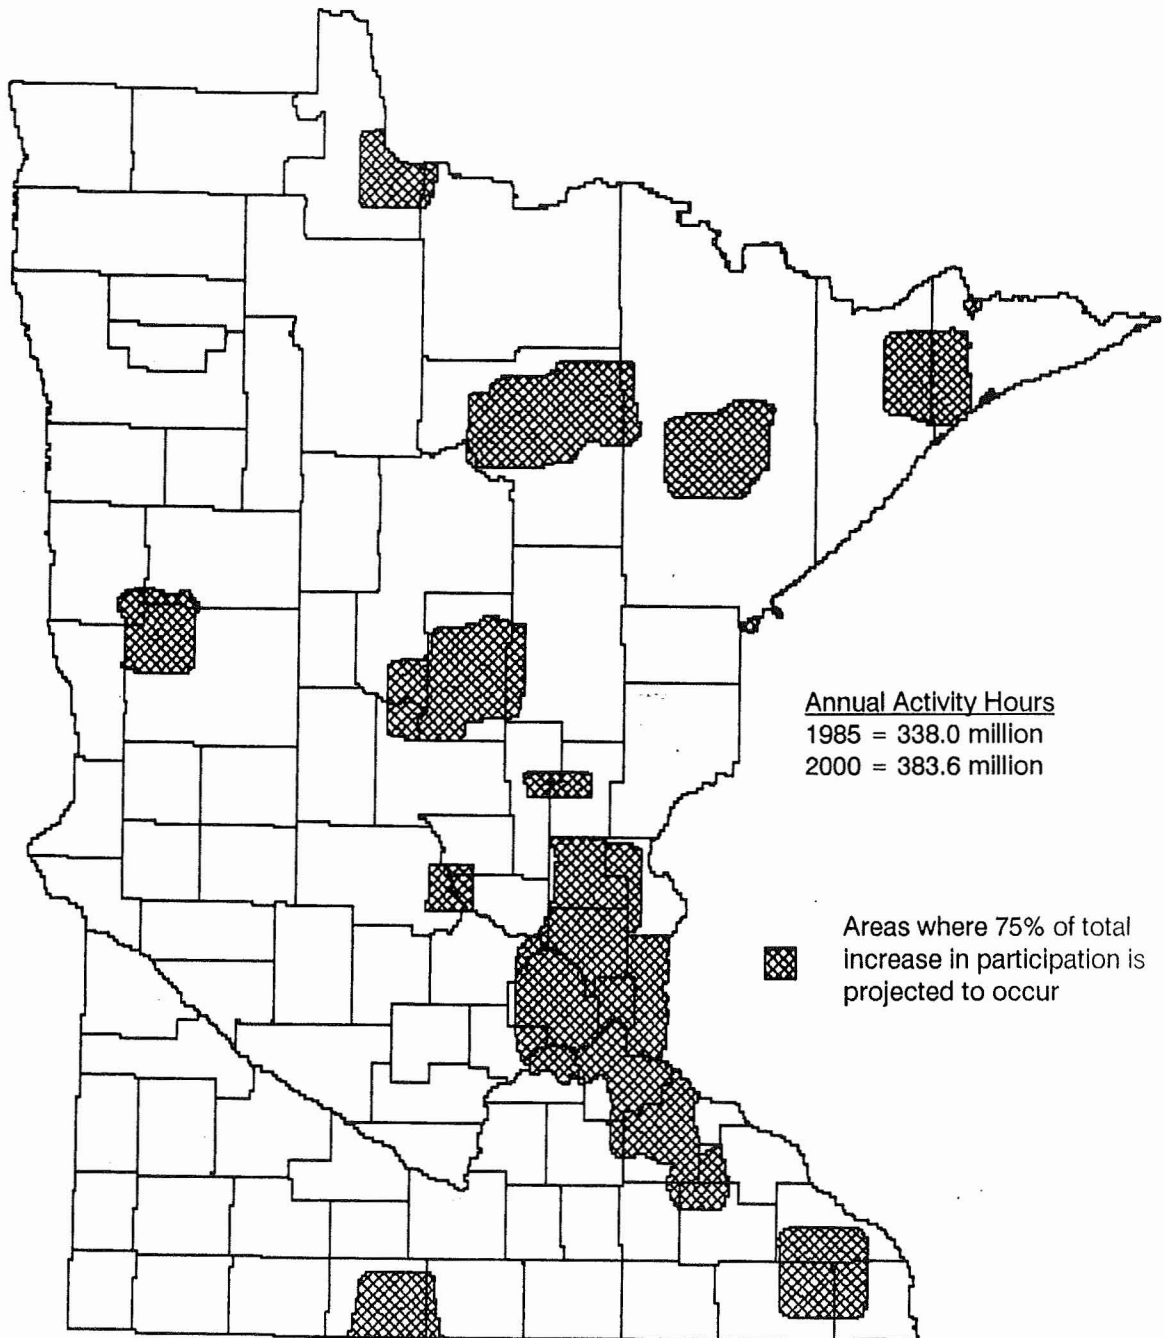 Annual Activity Hours
1985 = 338.0 million
2000 = 383.6 million
Areas where 75% of total
increase in participation is
projected to occur